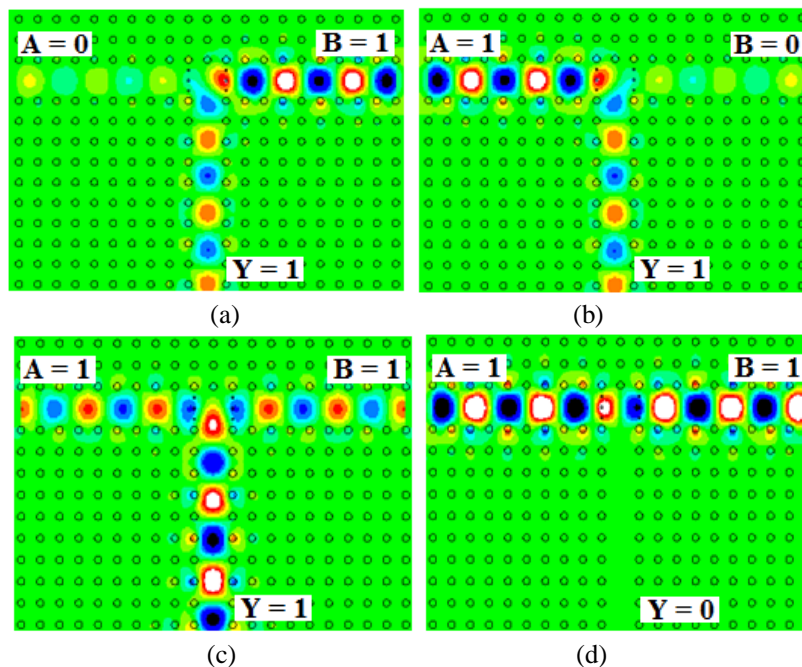 A = 0
B = 1
Y = 1
(a)
A = 1
B = 0
Y = 1
(b)
A = 1
B = 1
Y = 1
(c)
A = 1
B = 1
Y = 0
(d)